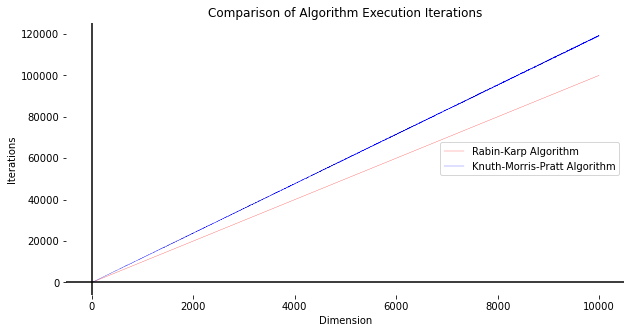 Comparison of Algorithm Execution Iterations
120000
100000
80000
60000
40000
20000
0
Iterations
Rabin-Karp Algorithm
Knuth-Morris-Pratt Algorithm
0 2000 4000 6000 8000 10000
Dimension